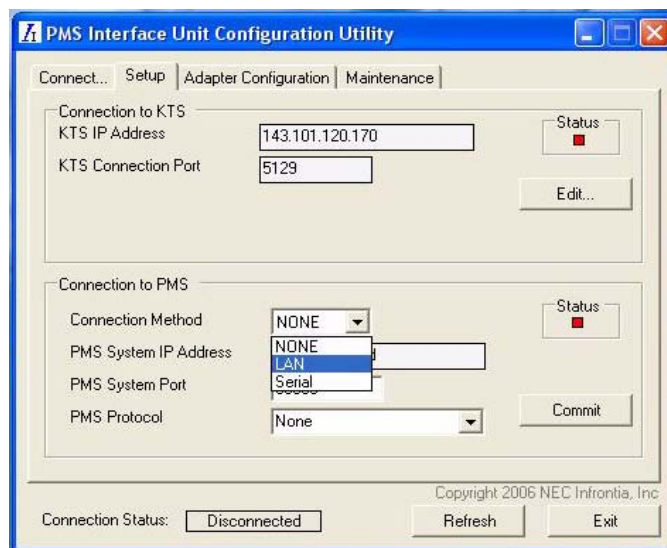 PMS Interface Unit Configuration Utility
Connect... Setup Adapter Configuration Maintenance
Connection to KTS
KTS IP Address 143.101.120.170 Status
KTS Connection Port 5129
Edit...
Connection to PMS
Connection Method NONE Status
NONE
PMS System IP Address LAN
PMS System Port Serial
PMS Protocol None Commit
Copyright 2006 NEC Infrontia, Inc
Connection Status: Disconnected Refresh Exit